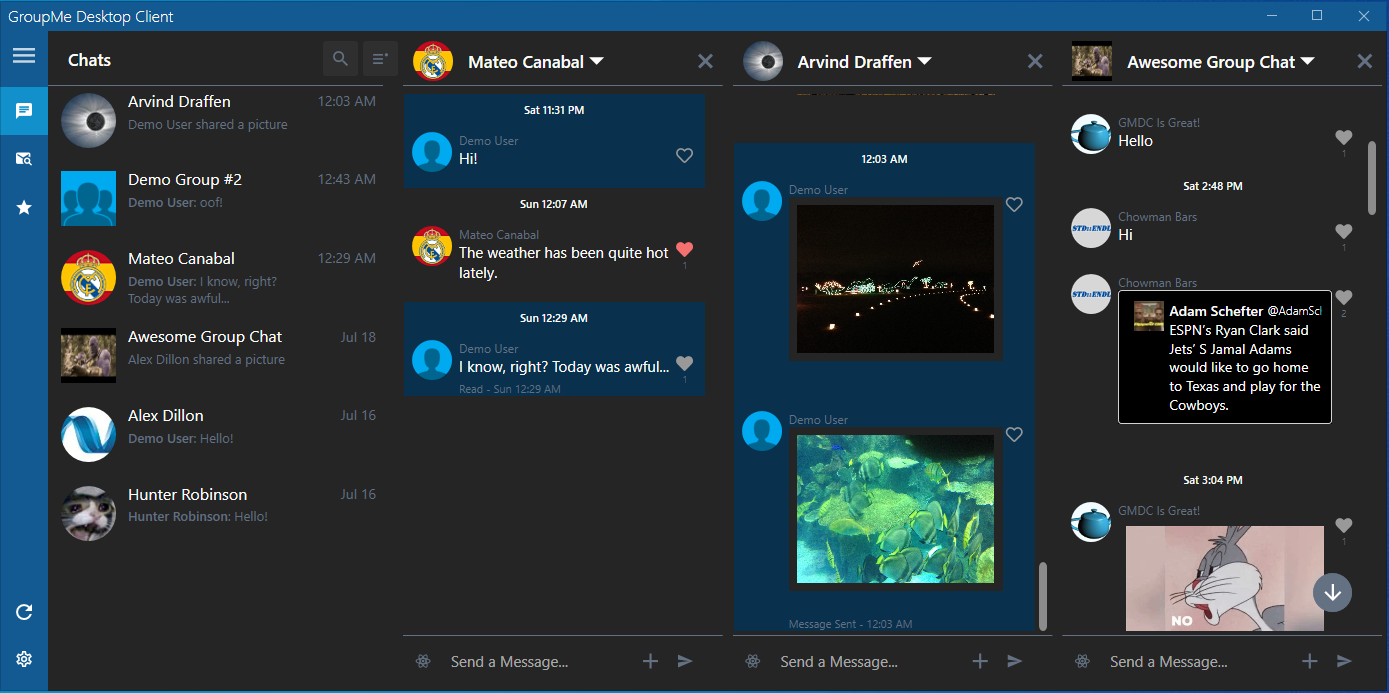 GroupMe Desktop Client
Chats
Arvind Draffen 12:03 AM
Demo User shared a picture
Demo Group #2 12:43 AM
Demo User: oof!
Mateo Canabal 12:29 AM
Demo User: I know, right?
Today was awful...
Awesome Group Chat Jul 18
Alex Dillon shared a picture
Alex Dillon Jul 16
Demo User: Hello!
Hunter Robinson Jul 16
Hunter Robinson: Hello!
Mateo Canabal
Sat 11:31 PM
Demo User
Hi!
Sun 12:07 AM
Mateo Canabal
The weather has been quite hot
lately.
1
Sun 12:29 AM
Demo User
I know, right? Today was awful...
1
Read - Sun 12:29 AM
Send a Message...
Arvind Draffen
12:03 AM
Demo User
Demo User
Message Sent - 12:03 AM
Send a Message...
Awesome Group Chat
GMDC Is Great!
Hello
1
Sat 2:48 PM
Chowman Bars
STD::ENDL
Hi
1
Chowman Bars
STD::ENDL
2
Adam Schefter @AdamScl
ESPN’s Ryan Clark said
Jets’ S Jamal Adams
would like to go home
to Texas and play for the
Cowboys.
Sat 3:04 PM
GMDC Is Great!
1
NO
Send a Message...